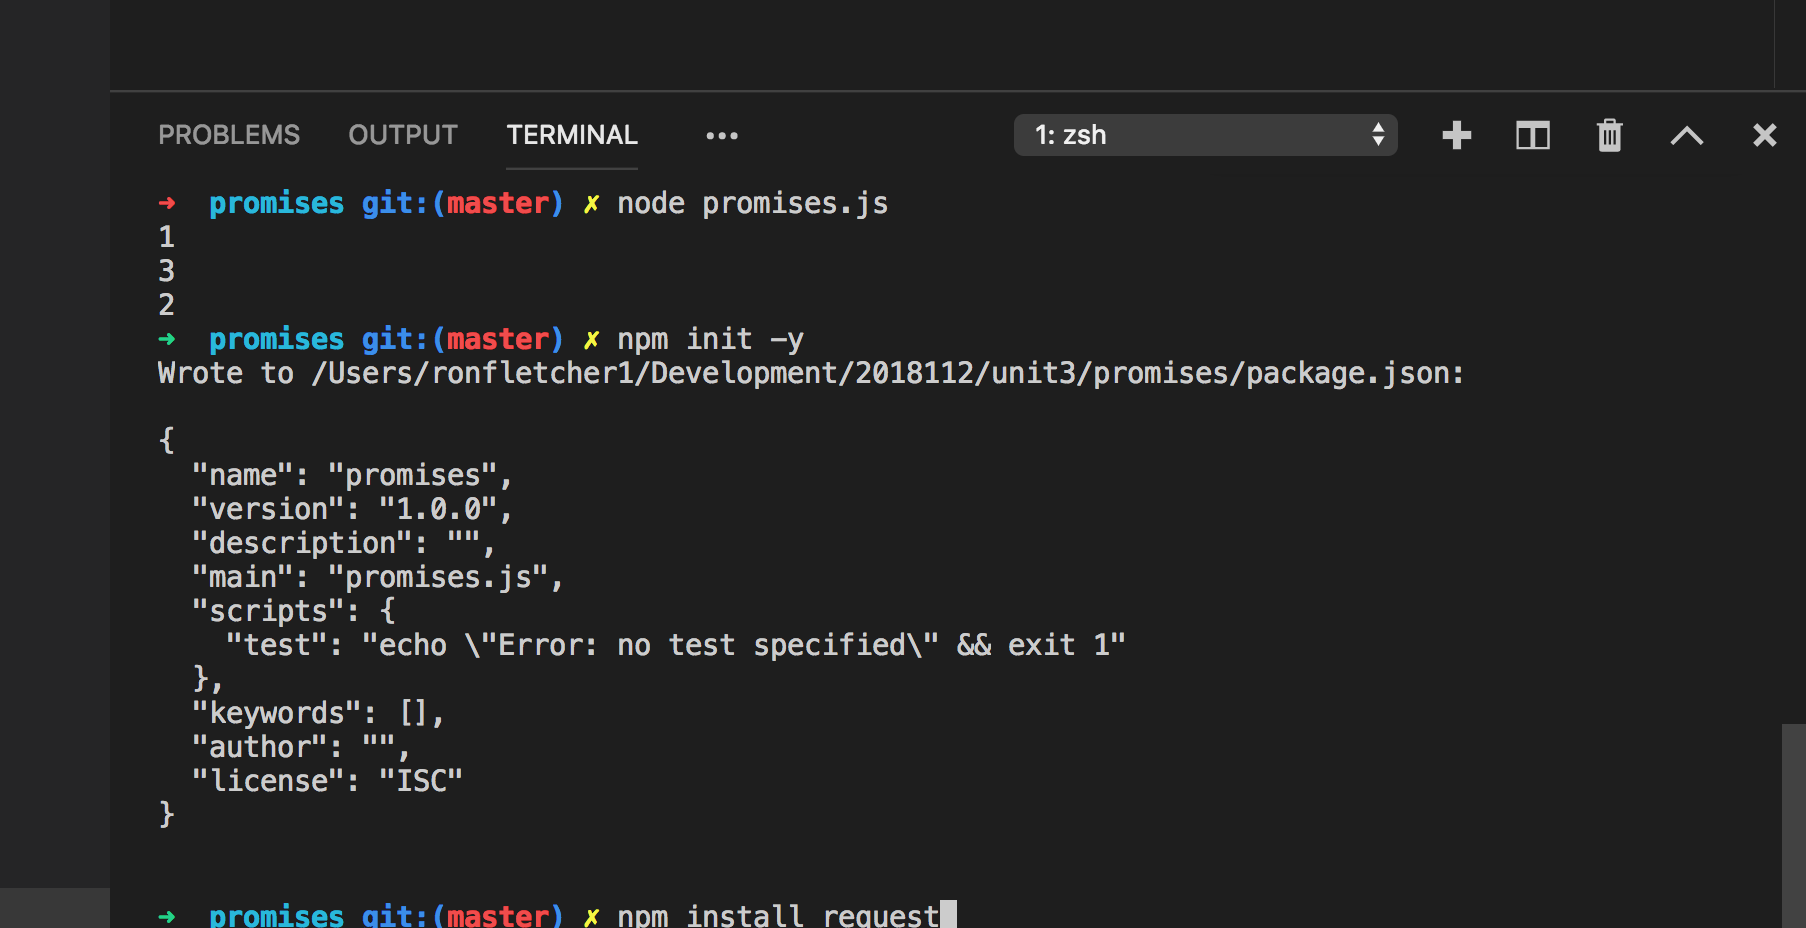 PROBLEMS OUTPUT TERMINAL ••• 1: zsh
➜ promises git:(master) ✗ node promises.js
1
3
2
➜ promises git:(master) ✗ npm init -y
Wrote to /Users/ronfletcher1/Development/2018112/unit3/promises/package.json:
{
  "name": "promises",
  "version": "1.0.0",
  "description": "",
  "main": "promises.js",
  "scripts": {
    "test": "echo \"Error: no test specified\" && exit 1"
  },
  "keywords": [],
  "author": "",
  "license": "ISC"
}
➜ promises git:(master) ✗ npm install request